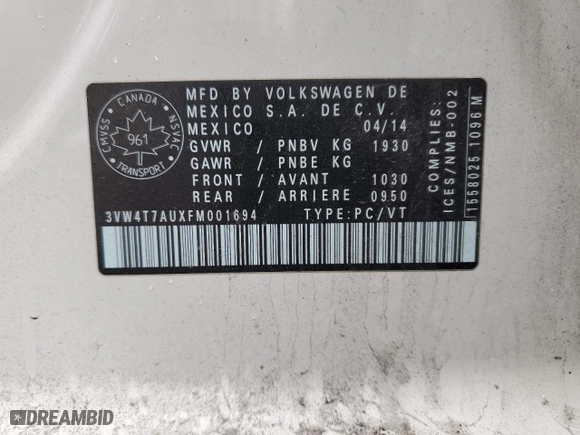 CANADA
CMVSS
NSVAC
961
TRANSPORT
MFD BY VOLKSWAGEN DE
MEXICO S.A. DE C.V.
MEXICO 04/14
GVWR / PNBV KG 1930
GAWR / PNBE KG
FRONT / AVANT 1030
REAR / ARRIERE 0950
3VW4T7AUXFM001694 TYPE:PC/VT
COMPLIES:
ICES/NMB-002
1558025 1096 M
DREAMBID